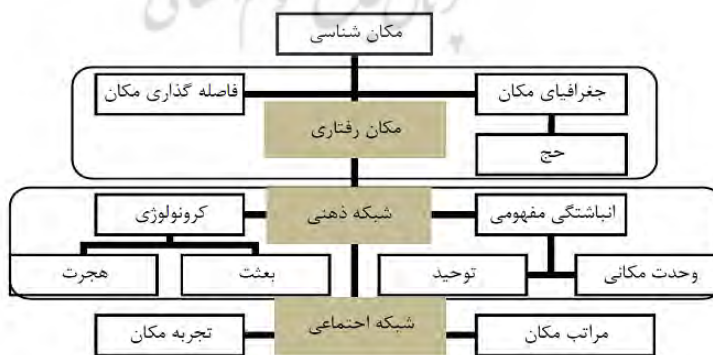 مکان شناسی
جغرافیای مکان
فاصله گذاری مکان
مکان رفتاری
حج
انباشتگی مفهومی
شبکه ذهنی
کرونولوژی
وحدت مکانی
توحید
بعثت
هجرت
شبکه اجتماعی
مراتب مکان
تجربه مکان